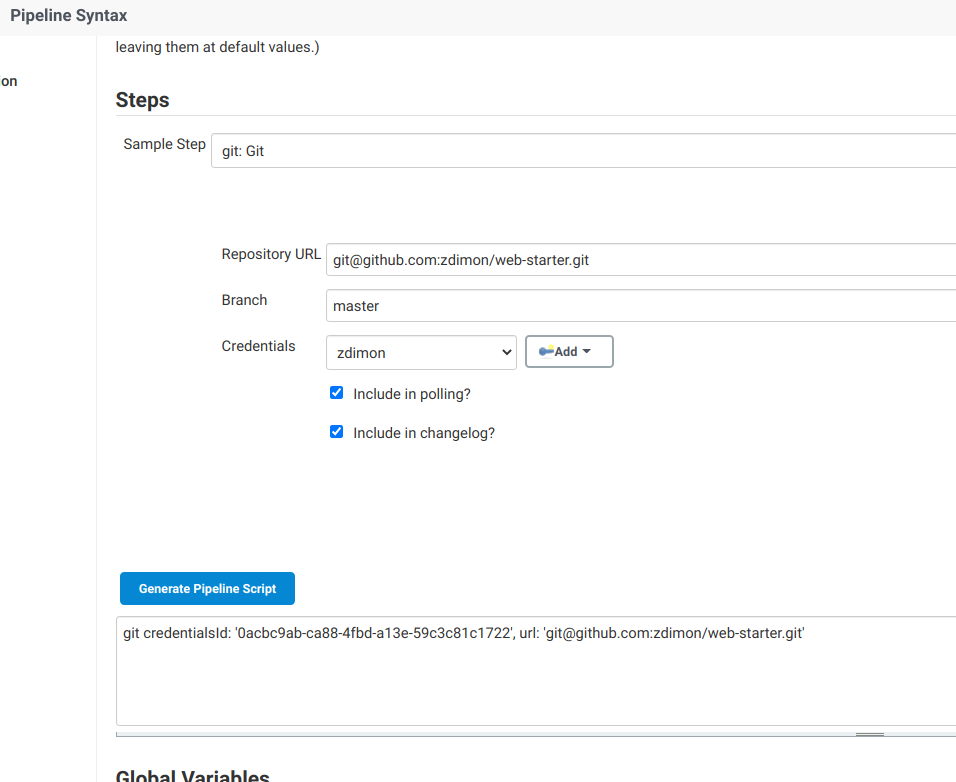 Pipeline Syntax
leaving them at default values.)
on
Steps
Sample Step
git: Git
Repository URL
git@github.com:zdimon/web-starter.git
Branch
master
Credentials
zdimon
Add
Include in polling?
Include in changelog?
Generate Pipeline Script
git credentialsId: '0acbc9ab-ca88-4fbd-a13e-59c3c81c1722', url: 'git@github.com:zdimon/web-starter.git'
Global Variables